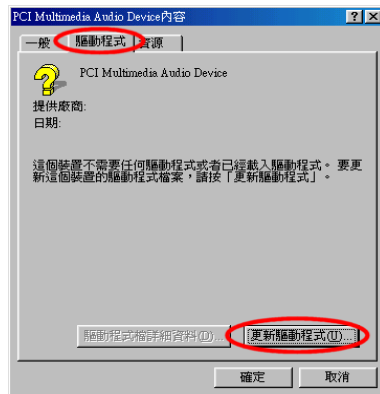 PCI Multimedia Audio Device內容
一般 驅動程式 資源
PCI Multimedia Audio Device
提供廠商:
日期:
這個裝置不需要任何驅動程式或者已經載入驅動程式。 要更
新這個裝置的驅動程式檔案，請按「更新驅動程式」。
驅動程式檔詳細資料(D)... 更新驅動程式(U)...
確定 取消